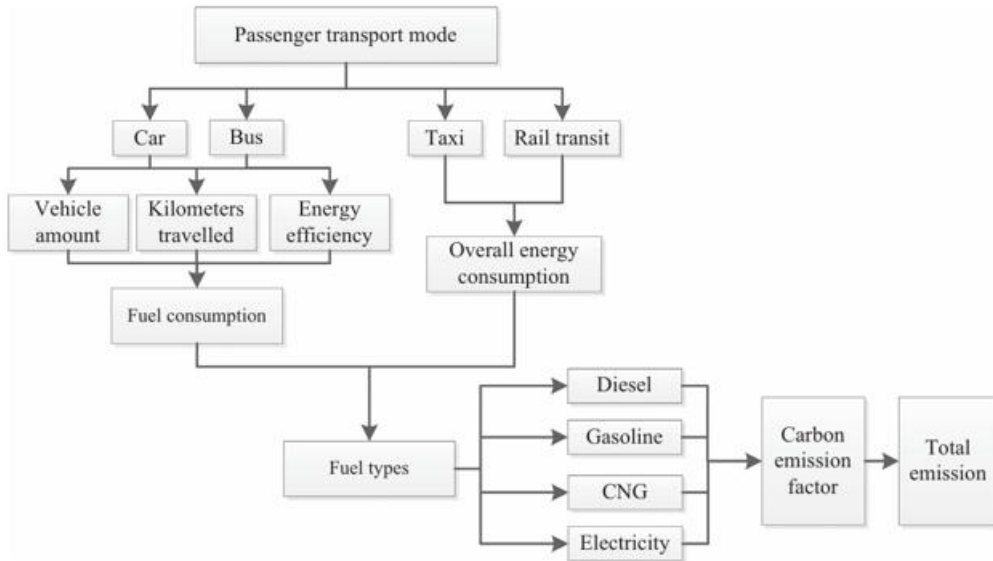 Passenger transport mode
Car
Bus
Taxi
Rail transit
Vehicle
amount
Kilometers
travelled
Energy
efficiency
Overall energy
consumption
Fuel consumption
Fuel types
Diesel
Gasoline
CNG
Electricity
Carbon
emission
factor
Total
emission